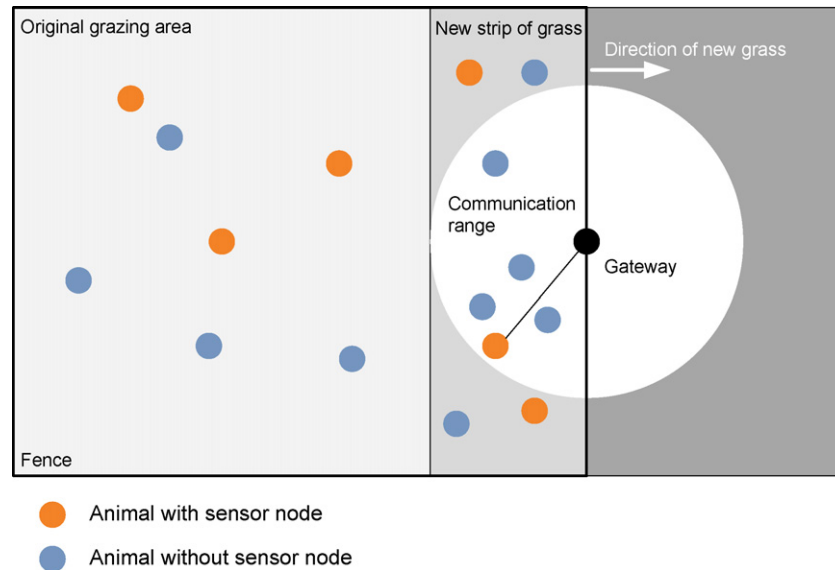 Original grazing area
New strip of grass
Direction of new grass
Communication
range
Gateway
Fence
Animal with sensor node
Animal without sensor node